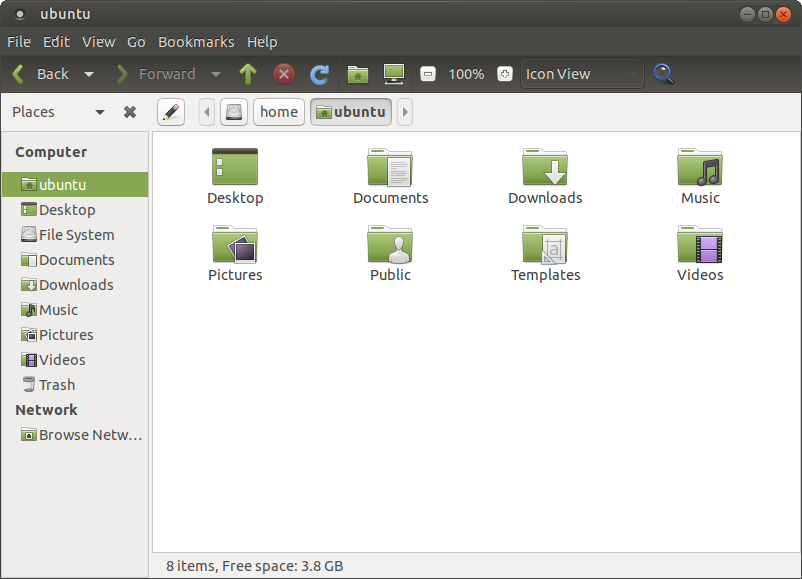 ubuntu
File Edit View Go Bookmarks Help
Back Forward 100% Icon View
Places home ubuntu
Computer
ubuntu
Desktop
File System
Documents
Downloads
Music
Pictures
Videos
Trash
Network
Browse Netw...
Desktop Documents Downloads Music
Pictures Public Templates Videos
8 items, Free space: 3.8 GB